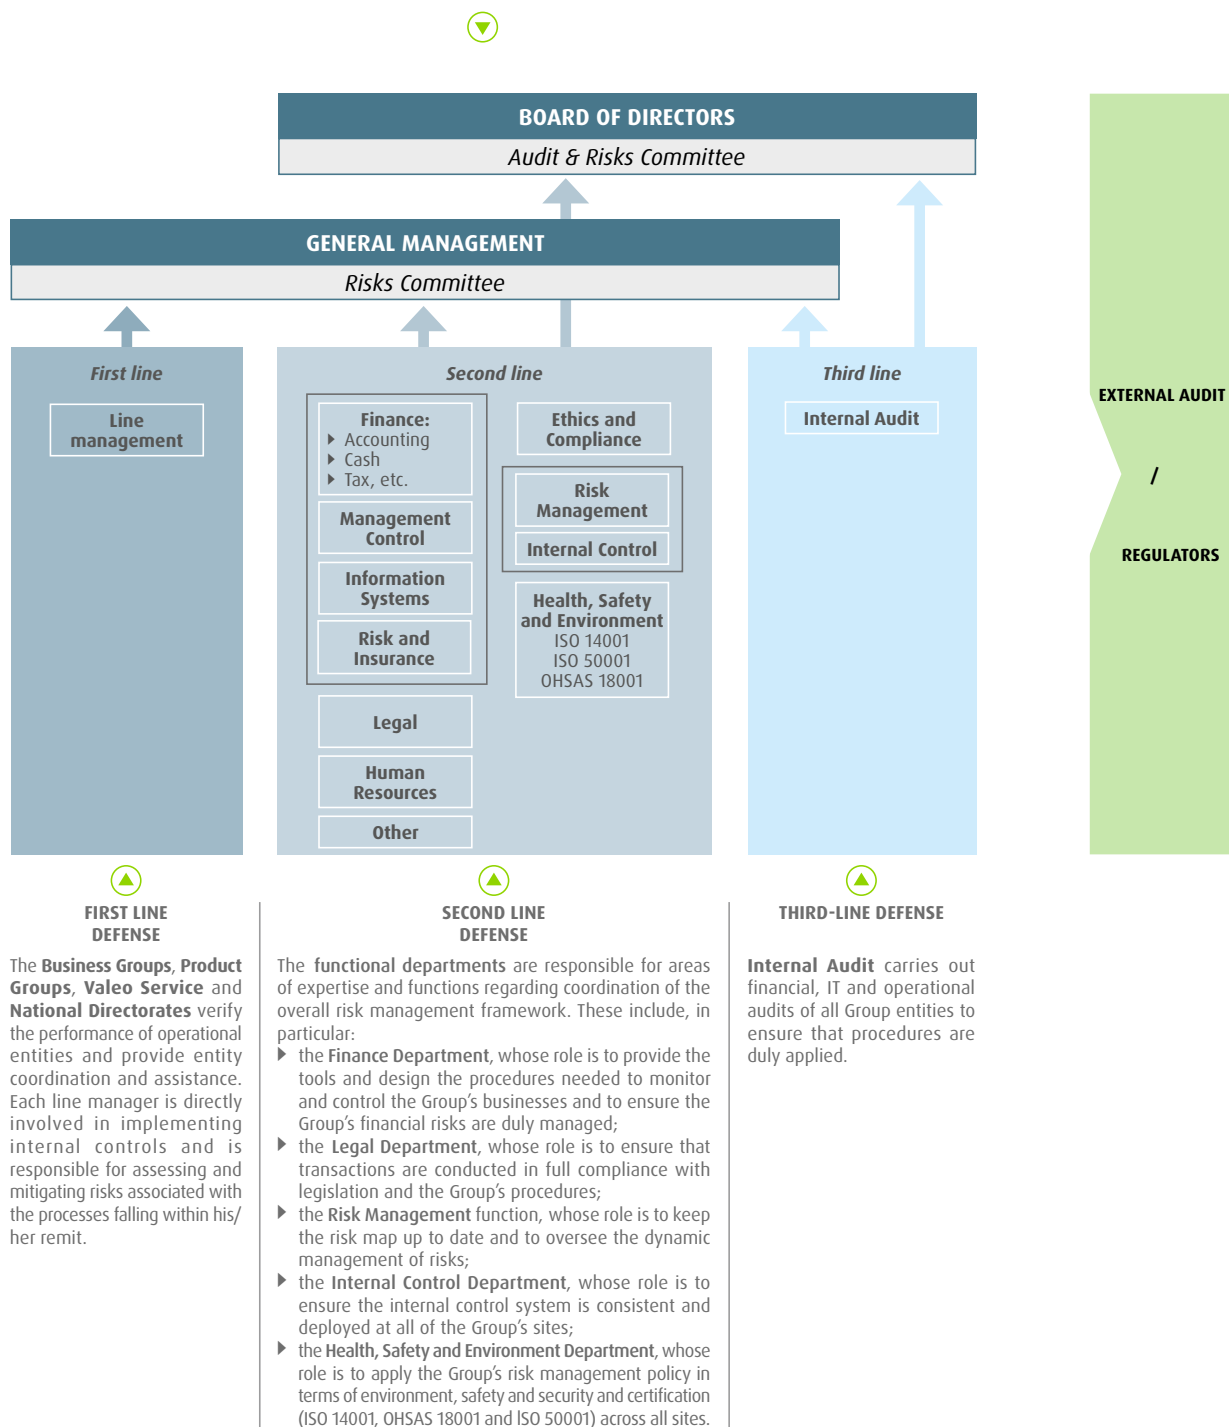 BOARD OF DIRECTORS
Audit & Risks Committee
GENERAL MANAGEMENT
Risks Committee
First line
Line
management
Second line
Finance:
Accounting
Cash
Tax, etc.
Management
Control
Information
Systems
Risk and
Insurance
Legal
Human
Resources
Other
Ethics and
Compliance
Risk
Management
Internal Control
Health, Safety
and Environment
ISO 14001
ISO 50001
OHSAS 18001
Third line
Internal Audit
EXTERNAL AUDIT
/
REGULATORS
FIRST LINE
DEFENSE
The Business Groups, Product
Groups, Valeo Service and
National Directorates verify
the performance of operational
entities and provide entity
coordination and assistance.
Each line manager is directly
involved in implementing
internal controls and is
responsible for assessing and
mitigating risks associated with
the processes falling within his/
her remit.
SECOND LINE
DEFENSE
The functional departments are responsible for areas
of expertise and functions regarding coordination of the
overall risk management framework. These include, in
particular:
the Finance Department, whose role is to provide the
tools and design the procedures needed to monitor
and control the Group's businesses and to ensure the
Group's financial risks are duly managed;
the Legal Department, whose role is to ensure that
transactions are conducted in full compliance with
legislation and the Group's procedures;
the Risk Management function, whose role is to keep
the risk map up to date and to oversee the dynamic
management of risks;
the Internal Control Department, whose role is to
ensure the internal control system is consistent and
deployed at all of the Group's sites;
the Health, Safety and Environment Department, whose
role is to apply the Group's risk management policy in
terms of environment, safety and security and certification
(ISO 14001, OHSAS 18001 and lSO 50001) across all sites.
THIRD-LINE DEFENSE
Internal Audit carries out
financial, IT and operational
audits of all Group entities to
ensure that procedures are
duly applied.